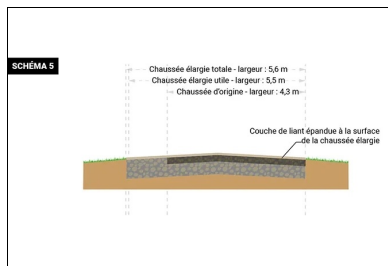 SCHÉMA 5
Chaussée élargie totale - largeur : 5,6 m
Chaussée élargie utile - largeur : 5,5 m
Chaussée d'origine - largeur : 4,3 m
Couche de liant épandue à la surface
de la chaussée élargie